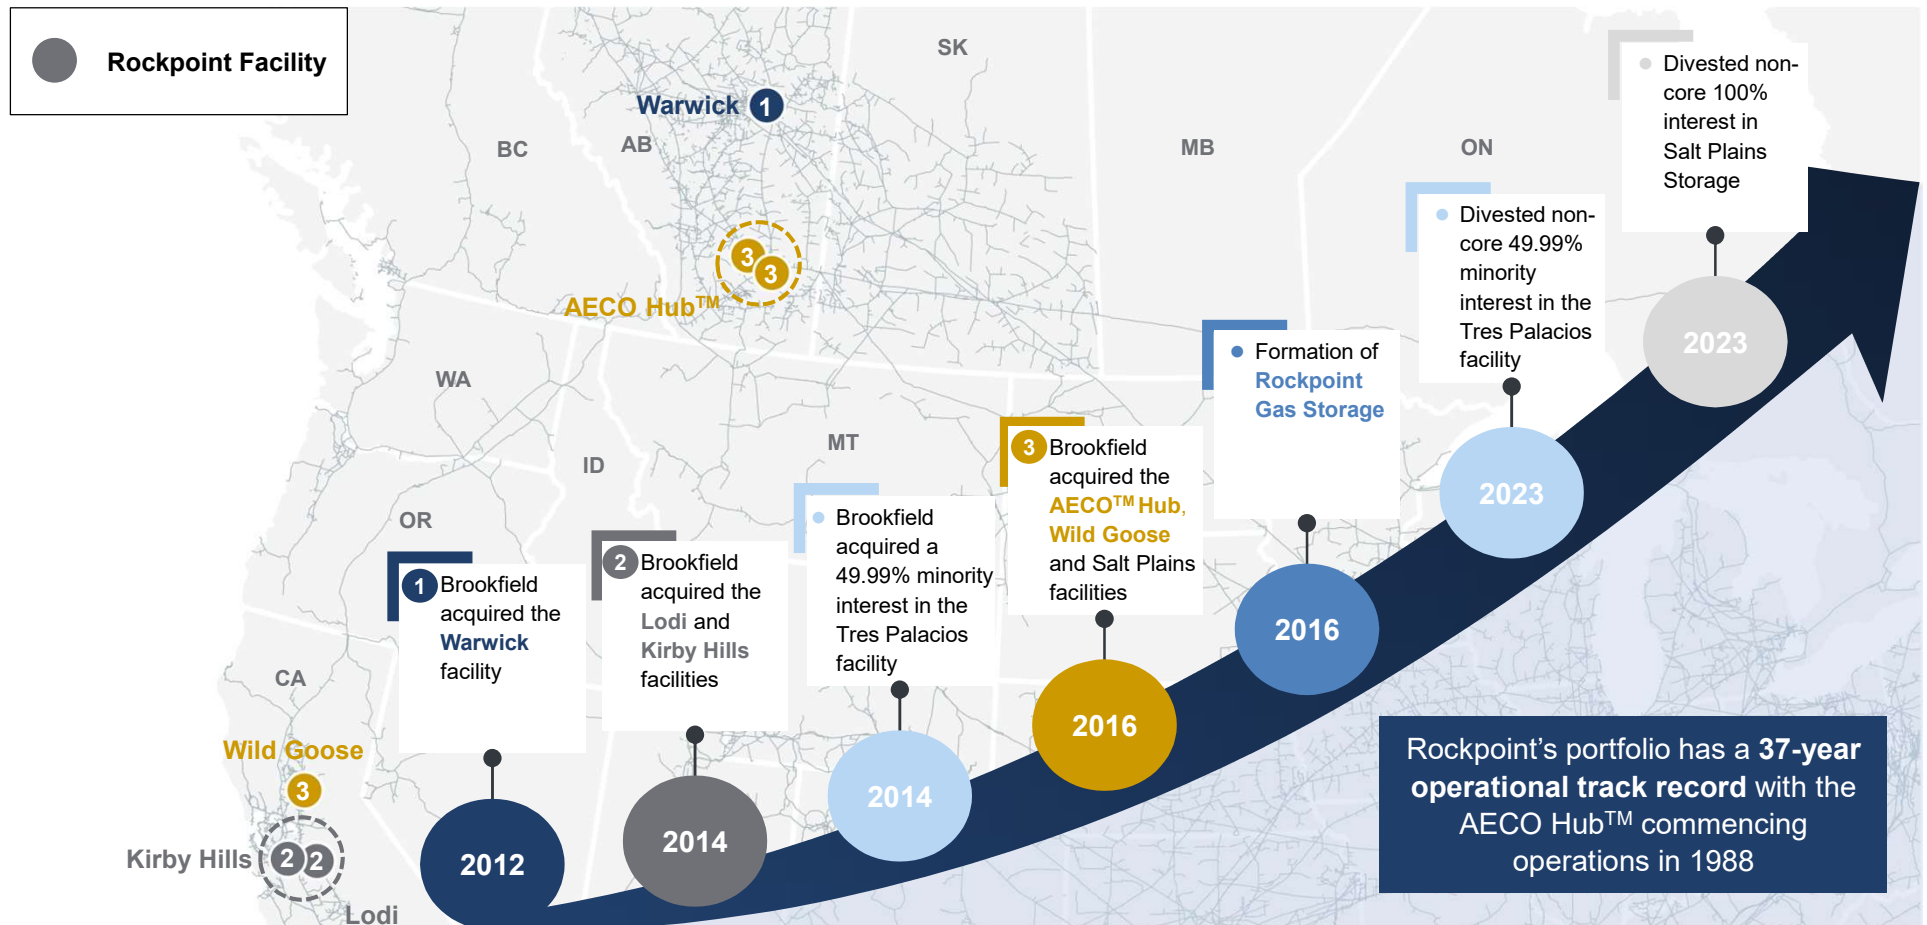 Rockpoint Facility
SK
Warwick 1
BC
AB
MB
ON
3
3
AECO Hub™
WA
MT
ID
OR
CA
Wild Goose
3
Kirby Hills
2
2
Lodi
1 Brookfield
acquired the
Warwick
facility
2012
2 Brookfield
acquired the
Lodi and
Kirby Hills
facilities
2014
• Brookfield
acquired a
49.99% minority
interest in the
Tres Palacios
facility
2014
3 Brookfield
acquired the
AECO™ Hub,
Wild Goose
and Salt Plains
facilities
2016
• Formation of
Rockpoint
Gas Storage
2016
• Divested non-
core 49.99%
minority
interest in the
Tres Palacios
facility
2023
• Divested non-
core 100%
interest in
Salt Plains
Storage
2023
Rockpoint’s portfolio has a 37-year
operational track record with the
AECO Hub™ commencing
operations in 1988